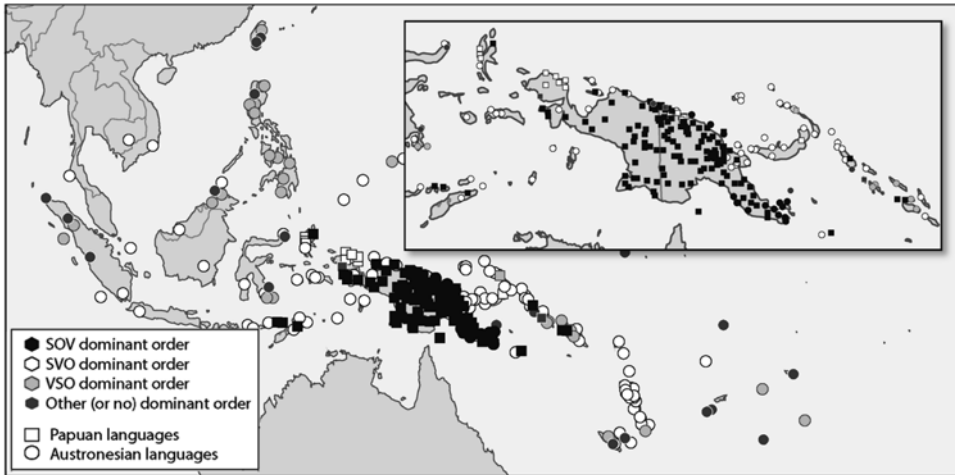 SOV dominant order
SVO dominant order
VSO dominant order
Other (or no) dominant order
Papuan languages
Austronesian languages